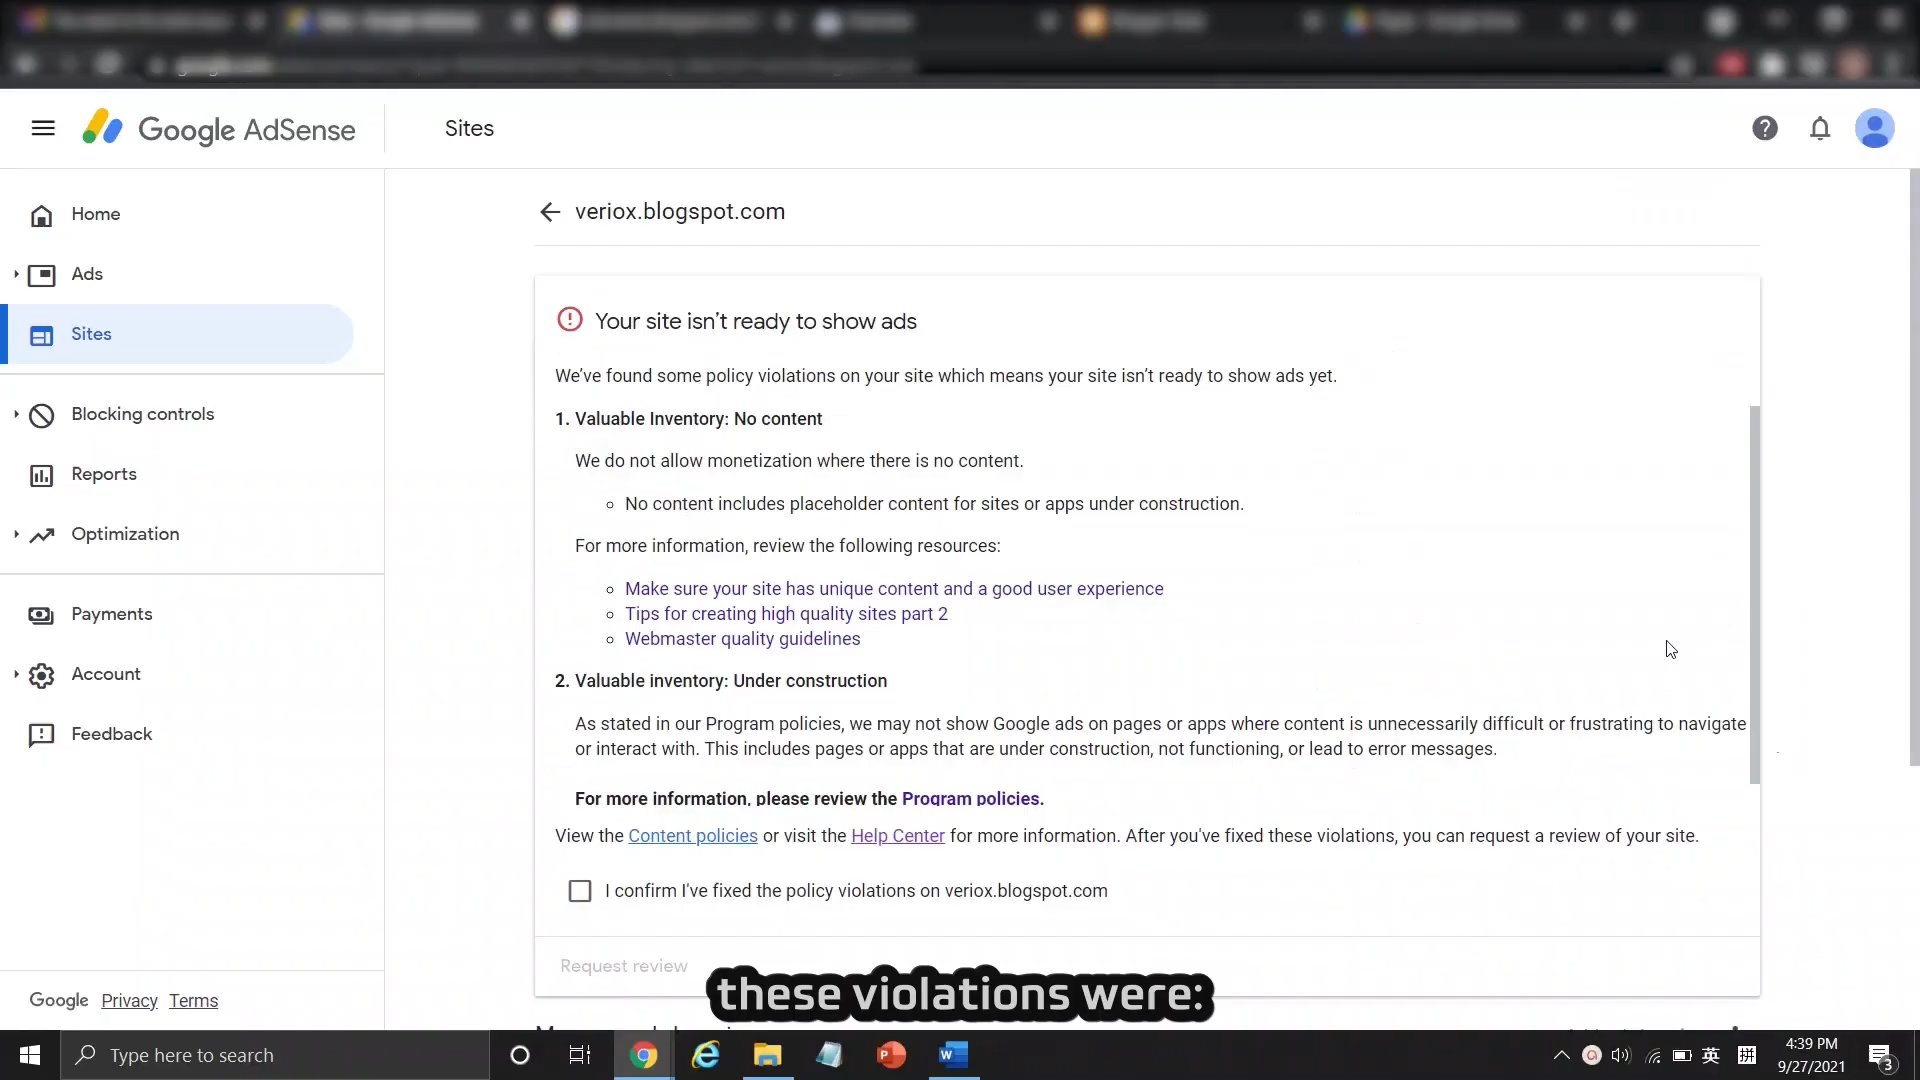 Google AdSense
Sites
Home
Ads
Sites
Blocking controls
Reports
Optimization
Payments
Account
Feedback
Google Privacy Terms
veriox.blogspot.com
Your site isn’t ready to show ads
We’ve found some policy violations on your site which means your site isn’t ready to show ads yet.
1. Valuable Inventory: No content
We do not allow monetization where there is no content.
No content includes placeholder content for sites or apps under construction.
For more information, review the following resources:
Make sure your site has unique content and a good user experience
Tips for creating high quality sites part 2
Webmaster quality guidelines
2. Valuable inventory: Under construction
As stated in our Program policies, we may not show Google ads on pages or apps where content is unnecessarily difficult or frustrating to navigate
or interact with. This includes pages or apps that are under construction, not functioning, or lead to error messages.
For more information, please review the Program policies.
View the Content policies or visit the Help Center for more information. After you've fixed these violations, you can request a review of your site.
I confirm I've fixed the policy violations on veriox.blogspot.com
Request review
these violations were:
Type here to search
英
拼
4:39 PM
9/27/2021
3